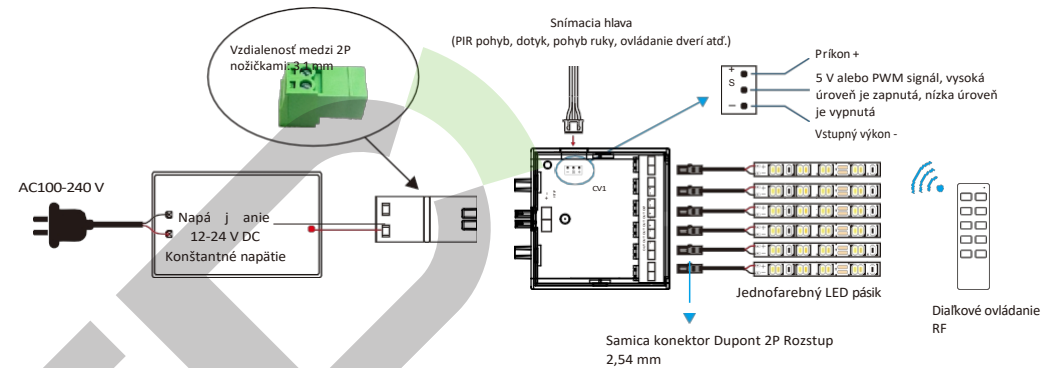 Snímacia hlava
(PIR pohyb, dotyk, pohyb ruky, ovládanie dverí atď.)
Vzdialenosť medzi 2P
nožičkami: 3,1 mm
Príkon +
5 V alebo PWM signál, vysoká
úroveň je zapnutá, nízka úroveň
je vypnutá
Vstupný výkon -
+
S
–
CV1
AC100-240 V
Napá j anie
12-24 V DC
Konštantné napätie
Jednofarebný LED pásik
Diaľkové ovládanie
RF
Samica konektor Dupont 2P Rozstup
2,54 mm